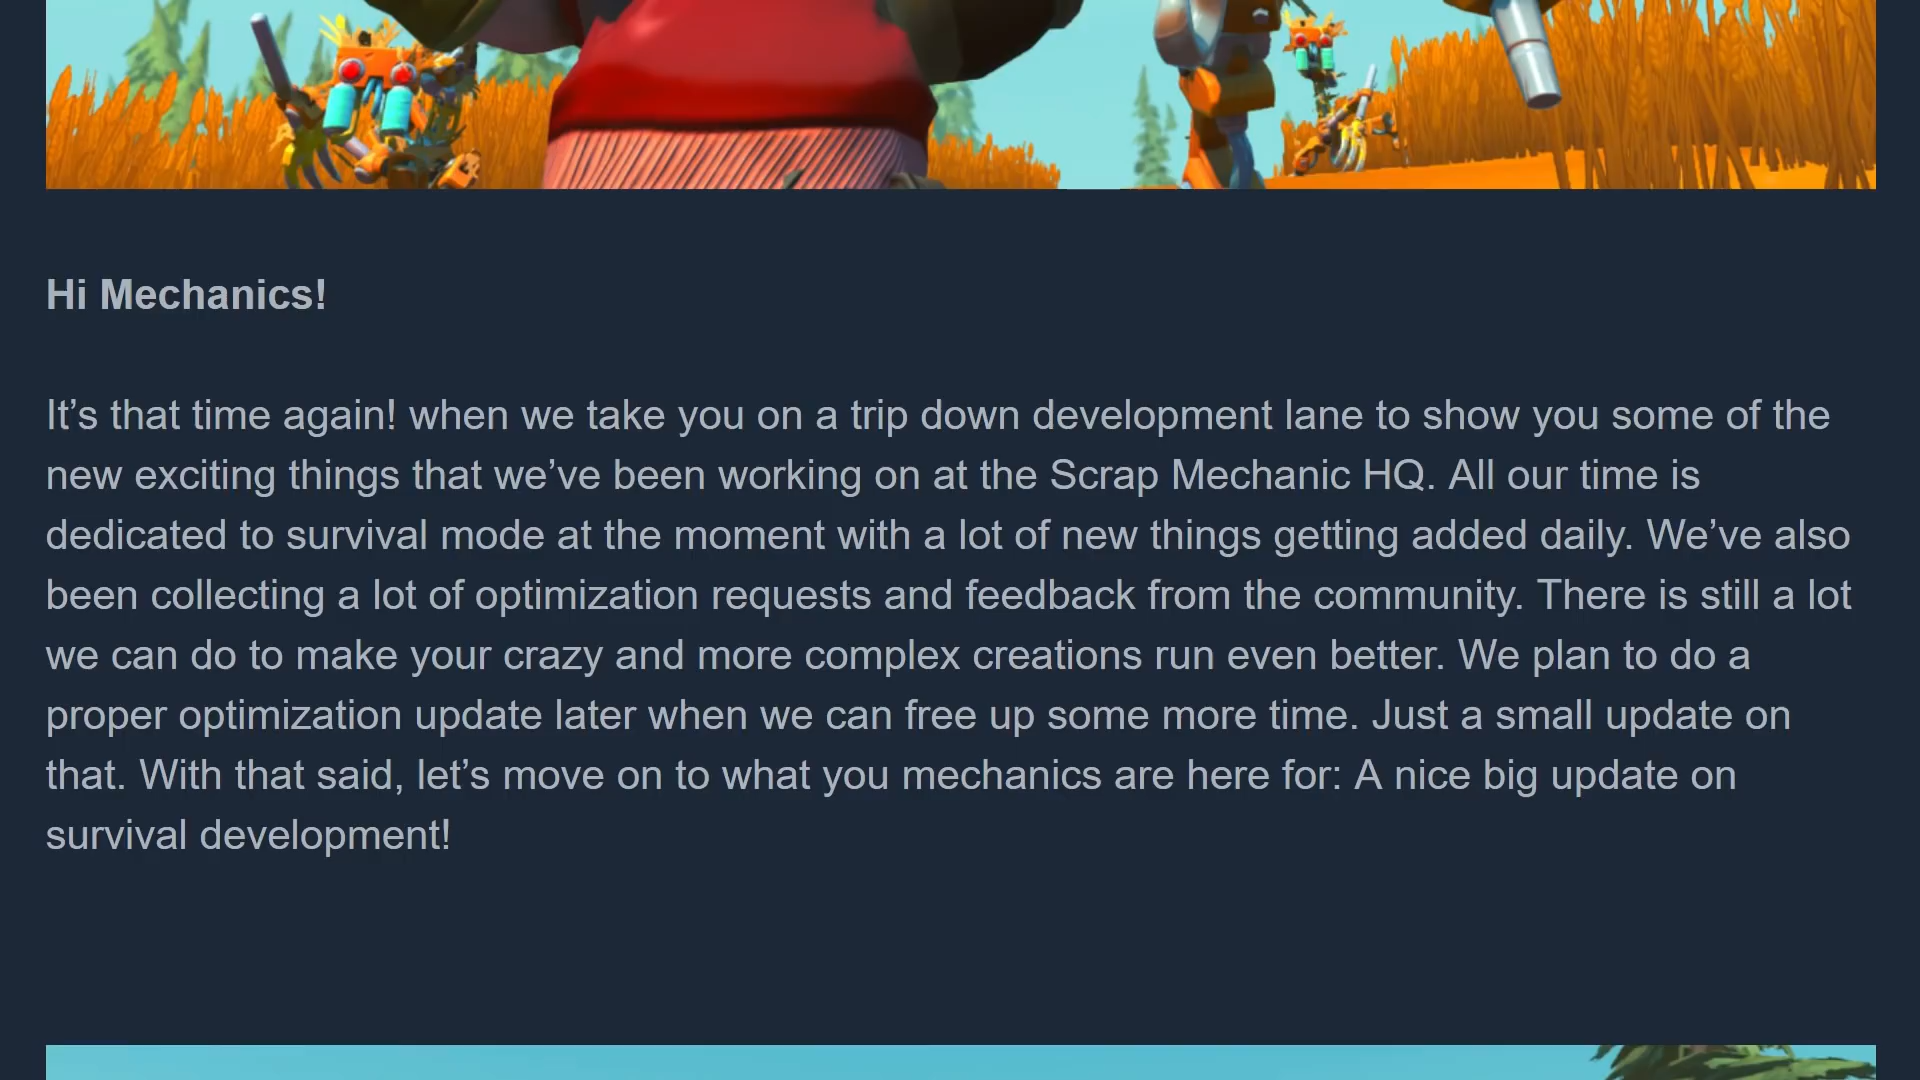 Hi Mechanics!
It’s that time again! when we take you on a trip down development lane to show you some of the
new exciting things that we’ve been working on at the Scrap Mechanic HQ. All our time is
dedicated to survival mode at the moment with a lot of new things getting added daily. We’ve also
been collecting a lot of optimization requests and feedback from the community. There is still a lot
we can do to make your crazy and more complex creations run even better. We plan to do a
proper optimization update later when we can free up some more time. Just a small update on
that. With that said, let’s move on to what you mechanics are here for: A nice big update on
survival development!